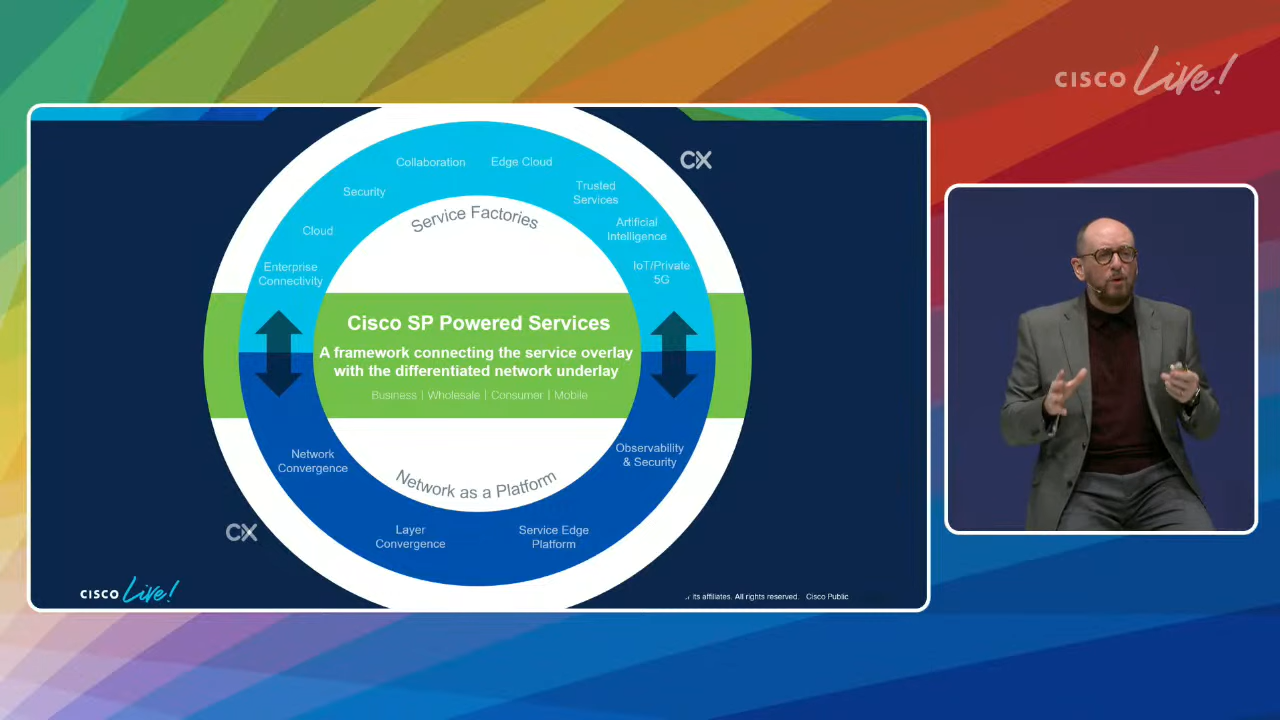 CISCO Live!
Collaboration
Edge Cloud
CX
Security
Trusted
Services
Service Factories
Cloud
Artificial
Intelligence
Enterprise
Connectivity
IoT/Private
5G
Cisco SP Powered Services
A framework connecting the service overlay
with the differentiated network underlay
Business | Wholesale | Consumer | Mobile
Network
Convergence
Observability
& Security
Network as a Platform
CX
Layer
Convergence
Service Edge
Platform
CISCO Live!
its affiliates. All rights reserved. Cisco Public